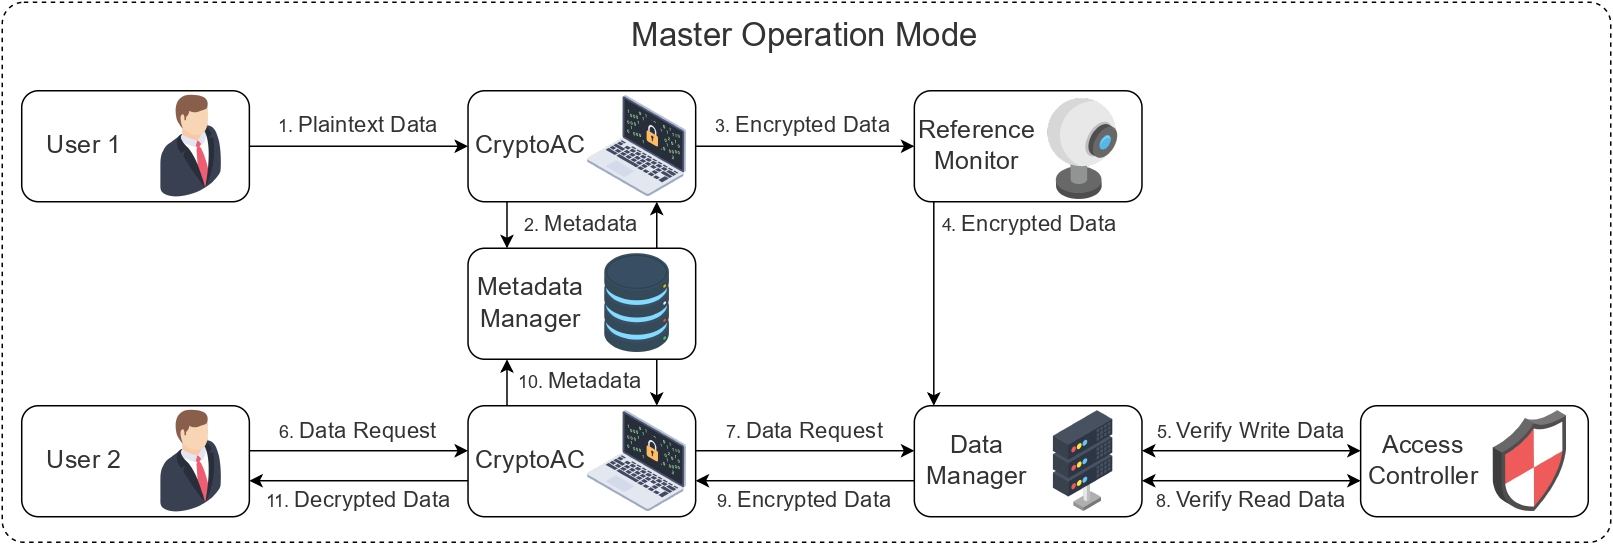 Master Operation Mode
User 1
1. Plaintext Data
CryptoAC
3. Encrypted Data
Reference
Monitor
2. Metadata
4. Encrypted Data
Metadata
Manager
10. Metadata
User 2
6. Data Request
11. Decrypted Data
CryptoAC
7. Data Request
9. Encrypted Data
Data
Manager
5. Verify Write Data
8. Verify Read Data
Access
Controller